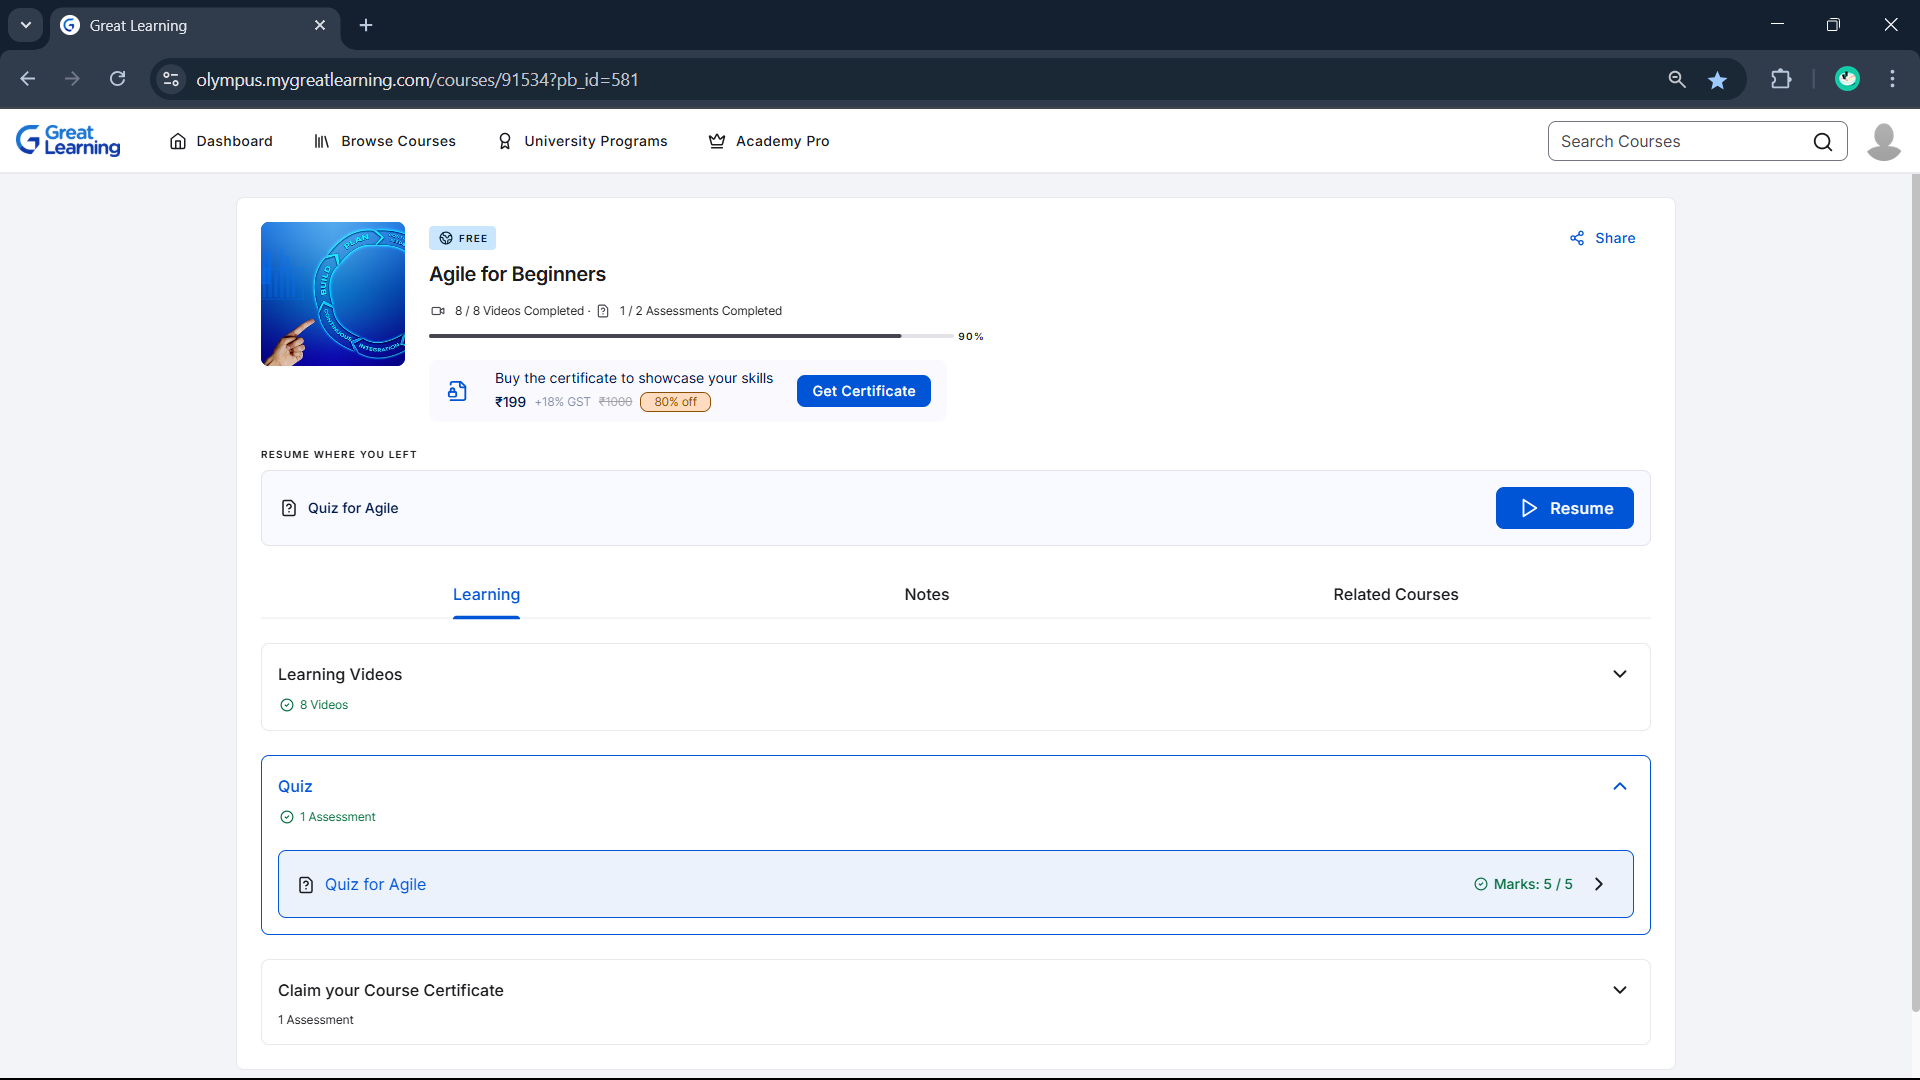 Great Learning
olympus.mygreatlearning.com/courses/91534?pb_id=581
Great
Learning
Dashboard
Browse Courses
University Programs
Academy Pro
Search Courses
PLAN
BUILD
CONTINUOUS
INTEGRATION
FREE
Share
Agile for Beginners
8 / 8 Videos Completed · 1 / 2 Assessments Completed
90%
Buy the certificate to showcase your skills
₹199 +18% GST ₹1000 80% off
Get Certificate
RESUME WHERE YOU LEFT
Quiz for Agile
Resume
Learning
Notes
Related Courses
Learning Videos
8 Videos
Quiz
1 Assessment
Quiz for Agile
Marks: 5 / 5
Claim your Course Certificate
1 Assessment